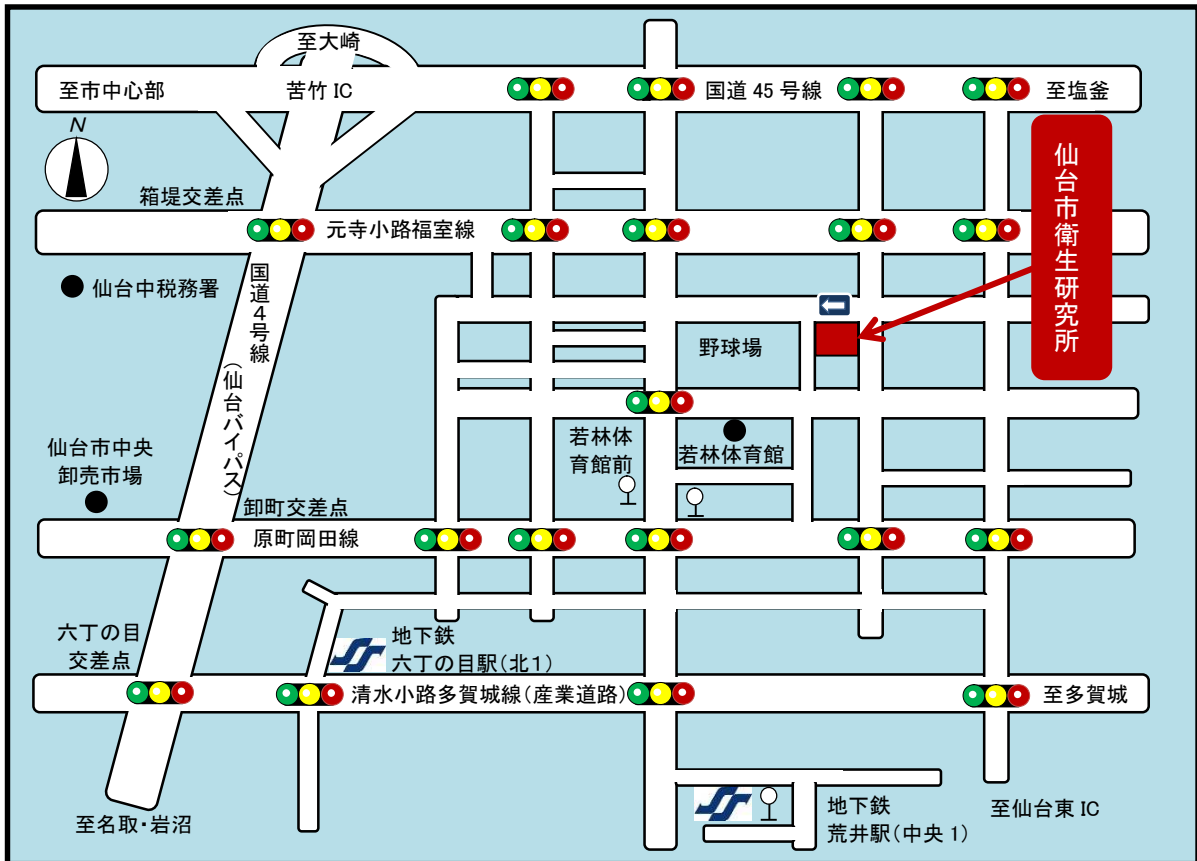 至大崎
至市中心部
苦竹 IC
国道 45 号線
至塩釜
N
仙台市衛生研究所
箱堤交差点
元寺小路福室線
仙台中税務署
国道4号線
(仙台バイパス)
野球場
仙台市中央
卸売市場
若林体
育館前
若林体育館
卸町交差点
原町岡田線
六丁の目
交差点
地下鉄
六丁の目駅(北1)
清水小路多賀城線(産業道路)
至多賀城
至名取・岩沼
地下鉄
荒井駅(中央 1)
至仙台東 IC